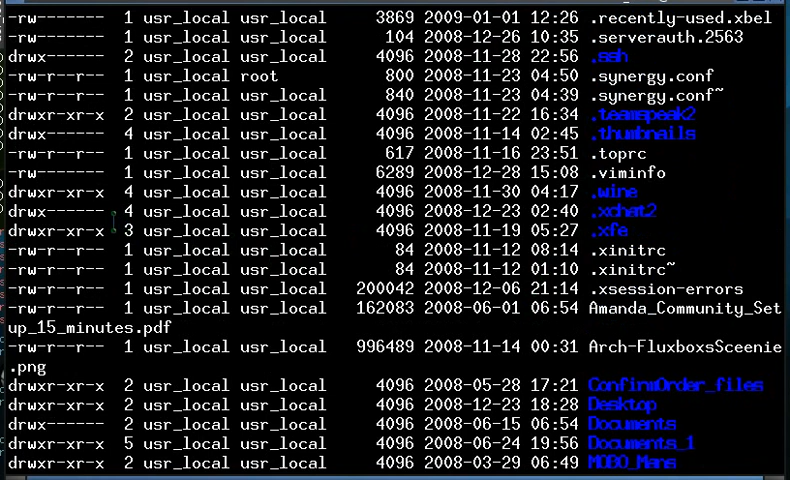 -rw------- 1 usr_local usr_local 3869 2009-01-01 12:26 .recently-used.xbel
-rw------- 1 usr_local usr_local 104 2008-12-26 10:35 .serverauth.2563
drwx------ 2 usr_local usr_local 4096 2008-11-28 22:56 .ssh
-rw-r--r-- 1 usr_local root 800 2008-11-23 04:50 .synergy.conf
-rw-r--r-- 1 usr_local usr_local 840 2008-11-23 04:39 .synergy.conf~
drwxr-xr-x 2 usr_local usr_local 4096 2008-11-22 16:34 .teamspeak2
drwx------ 4 usr_local usr_local 4096 2008-11-14 02:45 .thumbnails
-rw-r--r-- 1 usr_local usr_local 617 2008-11-16 23:51 .toprc
-rw------- 1 usr_local usr_local 6289 2008-12-28 15:08 .viminfo
drwxr-xr-x 4 usr_local usr_local 4096 2008-11-30 04:17 .wine
drwx------ 4 usr_local usr_local 4096 2008-12-23 02:40 .xchat2
drwxr-xr-x 3 usr_local usr_local 4096 2008-11-19 05:27 .xfe
-rw-r--r-- 1 usr_local usr_local 84 2008-11-12 08:14 .xinitrc
-rw-r--r-- 1 usr_local usr_local 84 2008-11-12 01:10 .xinitrc~
-rw-r--r-- 1 usr_local usr_local 200042 2008-12-06 21:14 .xsession-errors
-rw-r--r-- 1 usr_local usr_local 162083 2008-06-01 06:54 Amanda_Community_Set
up_15_minutes.pdf
-rw-r--r-- 1 usr_local usr_local 996489 2008-11-14 00:31 Arch-FluxboxsSceenie
.png
drwxr-xr-x 2 usr_local usr_local 4096 2008-05-28 17:21 ConfirmOrder_files
drwxr-xr-x 2 usr_local usr_local 4096 2008-12-23 18:28 Desktop
drwx------ 2 usr_local usr_local 4096 2008-06-15 06:54 Documents
drwxr-xr-x 5 usr_local usr_local 4096 2008-06-24 19:56 Documents_1
drwxr-xr-x 2 usr_local usr_local 4096 2008-03-29 06:49 MOBO_Mans